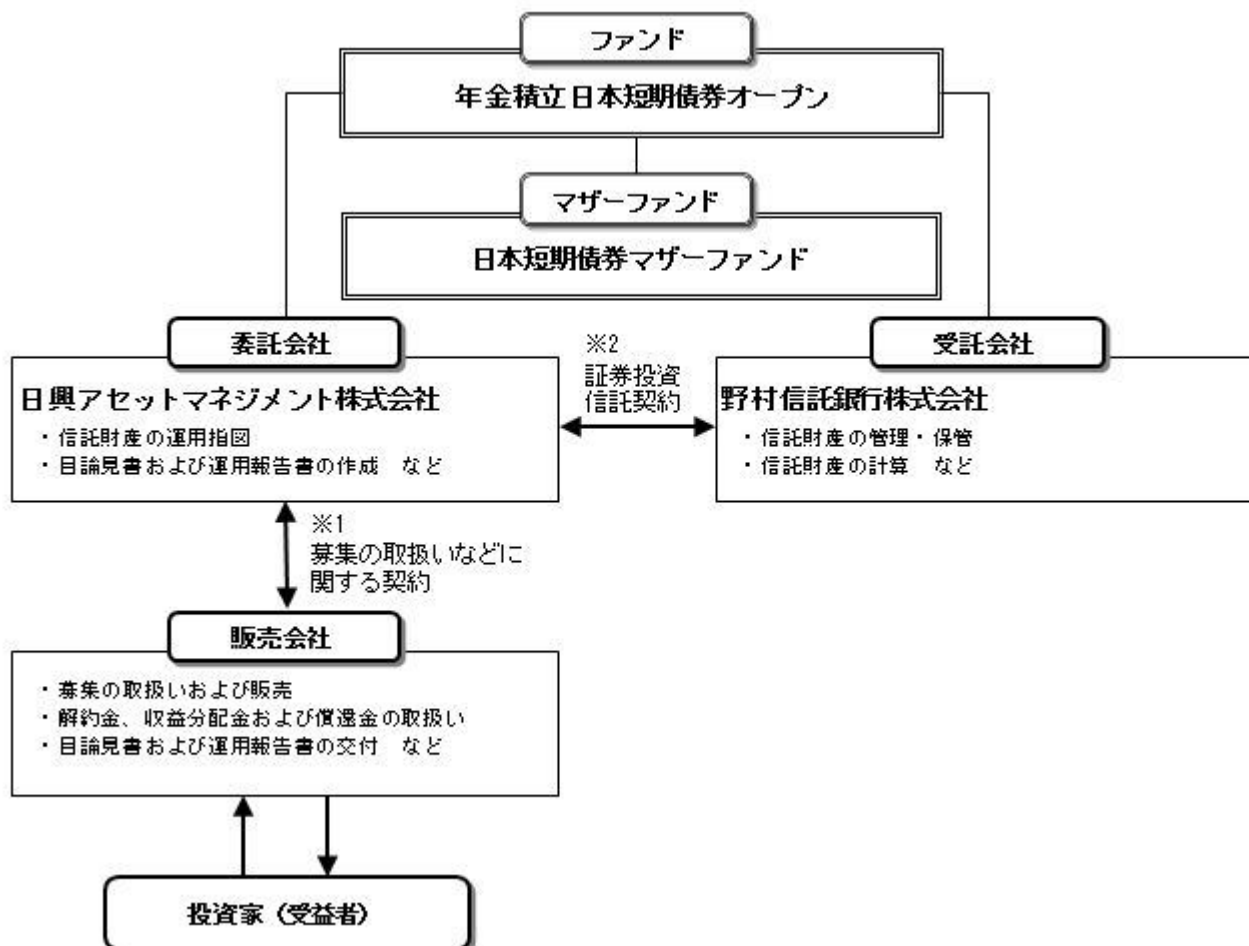 ファンド
年金積立日本短期債券オープン
マザーファンド
日本短期債券マザーファンド
委託会社
日興アセットマネジメント株式会社
・信託財産の運用指図
・目論見書および運用報告書の作成 など
※2
証券投資
信託契約
受託会社
野村信託銀行株式会社
・信託財産の管理・保管
・信託財産の計算 など
※1
募集の取扱いなどに
関する契約
販売会社
・募集の取扱いおよび販売
・解約金、収益分配金および償還金の取扱い
・目論見書および運用報告書の交付 など
投資家（受益者）